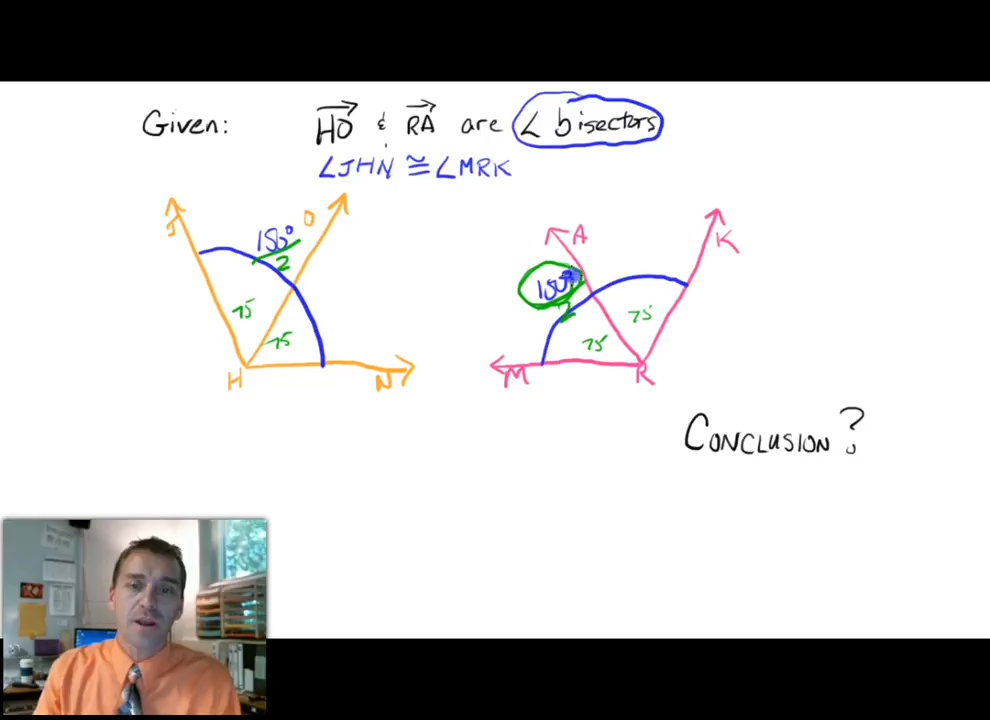 Given: HO & RA are ∠ bisectors
∠JHN ≅ ∠MRK
J 150° O
2
75
75
H N
A K
150°
2
75
75
M R
CONCLUSION?